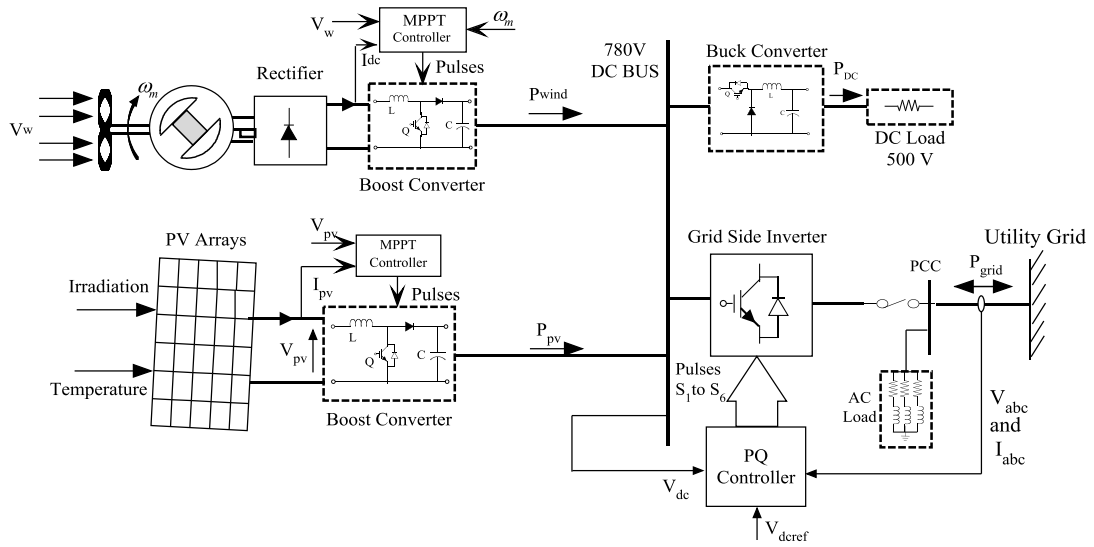 V_w
MPPT
Controller
ω_m
I_dc
Pulses
Rectifier
ω_m
V_w
L
Q
C
Boost Converter
P_wind
780V
DC BUS
Buck Converter
Q
L
C
P_DC
DC Load
500 V
PV Arrays
V_pv
MPPT
Controller
I_pv
Pulses
Irradiation
V_pv
Temperature
L
Q
C
Boost Converter
P_pv
Grid Side Inverter
Utility Grid
PCC
P_grid
Pulses
S_1 to S_6
AC
Load
V_abc
and
I_abc
PQ
Controller
V_dc
V_dcref